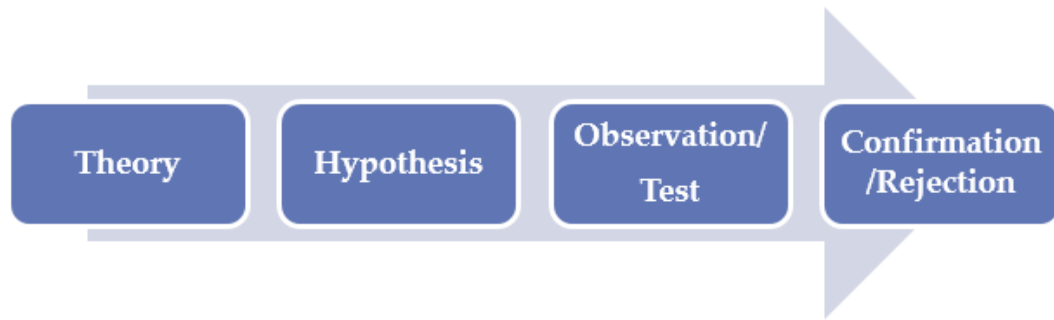 Theory
Hypothesis
Observation/
Test
Confirmation
/Rejection